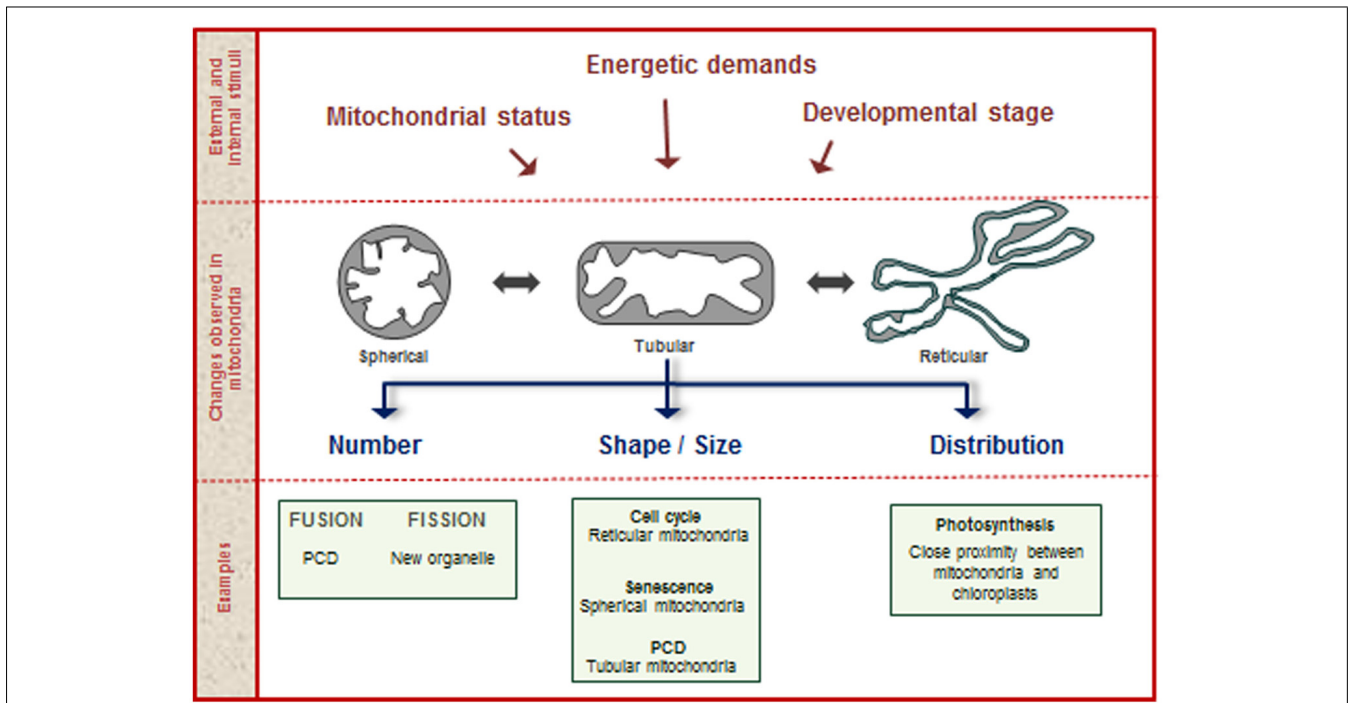 External and
internal stimuli
Energetic demands
Mitochondrial status
Developmental stage
Changes observed in
mitochondria
Spherical
Tubular
Reticular
Number
Shape / Size
Distribution
Examples
FUSION FISSION
PCD New organelle
Cell cycle
Reticular mitochondria
Senescence
Spherical mitochondria
PCD
Tubular mitochondria
Photosynthesis
Close proximity between
mitochondria and
chloroplasts